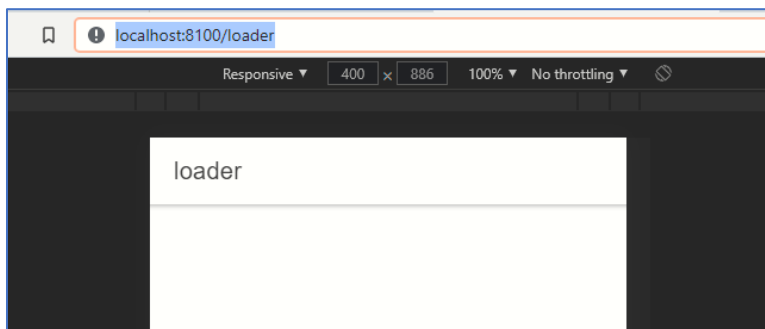 localhost:8100/loader
Responsive ▼ 400 × 886 100% ▼ No throttling ▼
loader